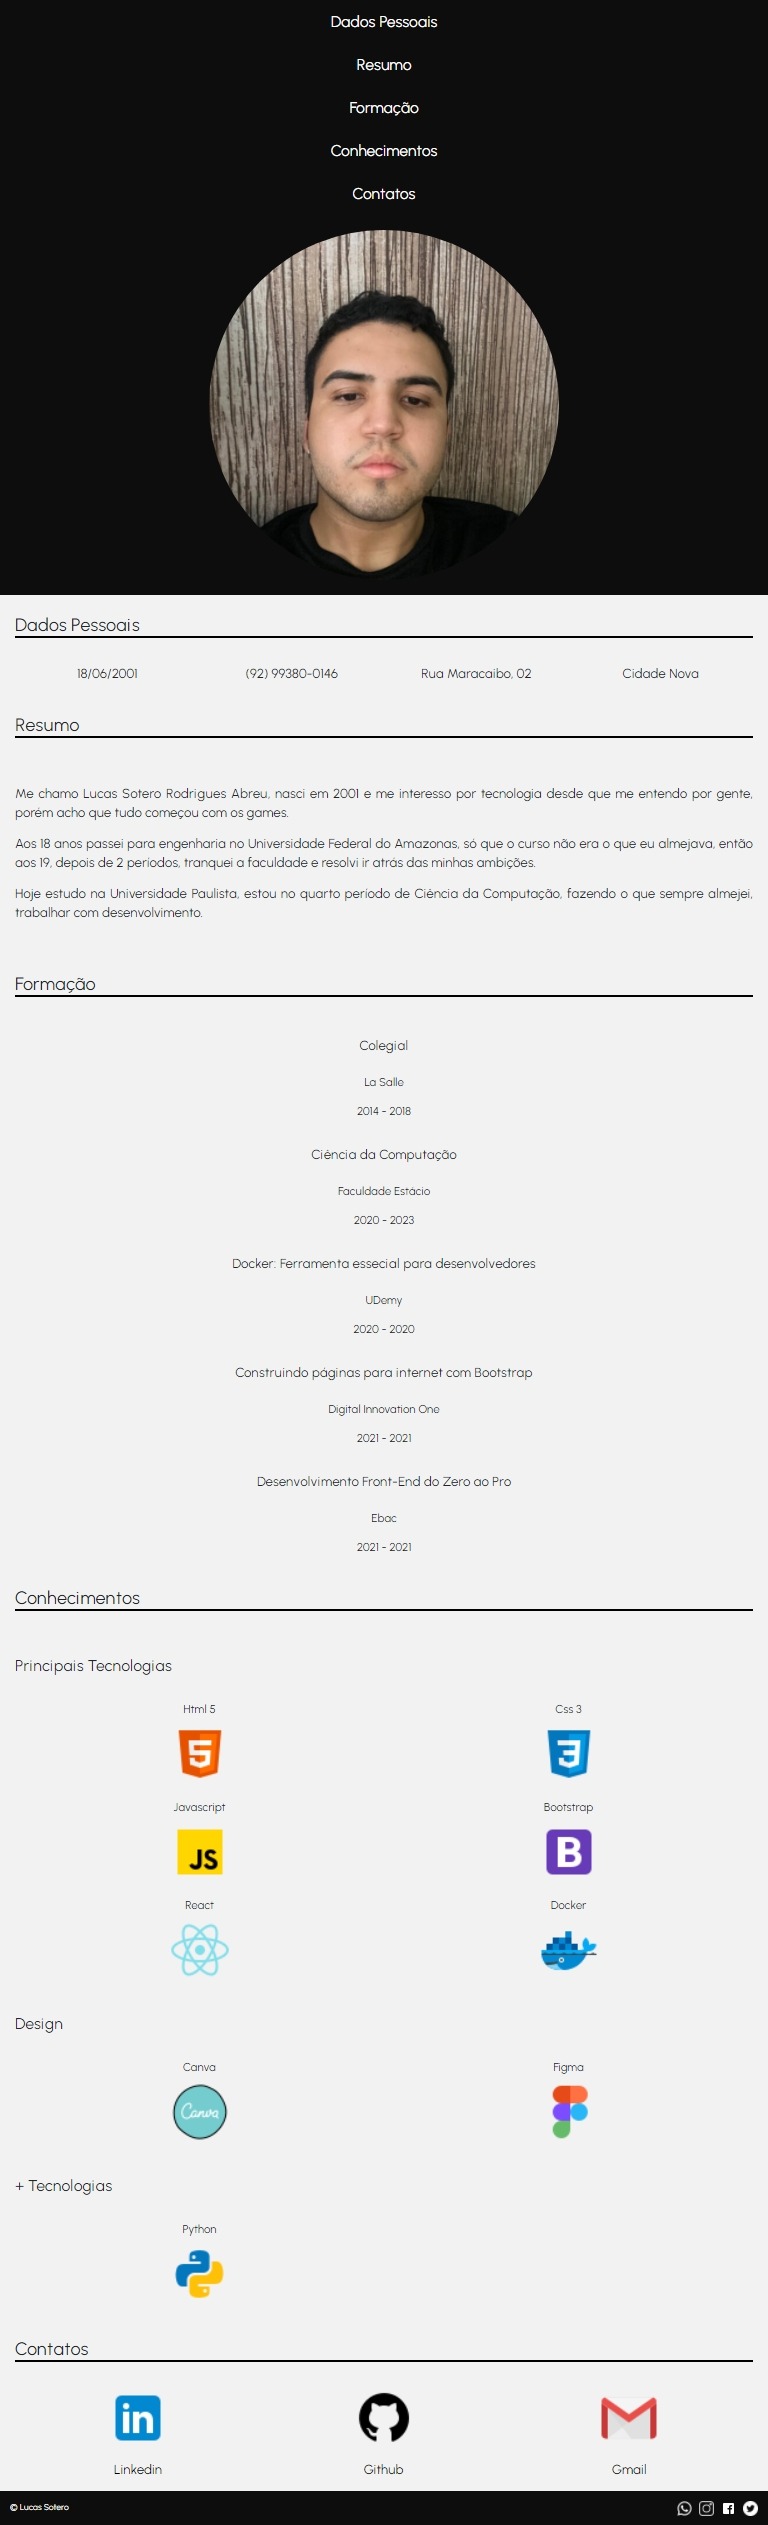 Dados Pessoais
Resumo
Formação
Conhecimentos
Contatos
Dados Pessoais
18/06/2001 (92) 99380-0146 Rua Maracaibo, 02 Cidade Nova
Resumo
Me chamo Lucas Sotero Rodrigues Abreu, nasci em 2001 e me interesso por tecnologia desde que me entendo por gente,
porém acho que tudo começou com os games.
Aos 18 anos passei para engenharia no Universidade Federal do Amazonas, só que o curso não era o que eu almejava, então
aos 19, depois de 2 períodos, tranquei a faculdade e resolvi ir atrás das minhas ambições.
Hoje estudo na Universidade Paulista, estou no quarto período de Ciência da Computação, fazendo o que sempre almejei,
trabalhar com desenvolvimento.
Formação
Colegial
La Salle
2014 - 2018
Ciência da Computação
Faculdade Estácio
2020 - 2023
Docker: Ferramenta essecial para desenvolvedores
UDemy
2020 - 2020
Construindo páginas para internet com Bootstrap
Digital Innovation One
2021 - 2021
Desenvolvimento Front-End do Zero ao Pro
Ebac
2021 - 2021
Conhecimentos
Principais Tecnologias
Html 5 Css 3
5 3
Javascript Bootstrap
JS B
React Docker
Design
Canva Figma
Canva
+ Tecnologias
Python
Contatos
in
Linkedin Github Gmail
© Lucas Sotero